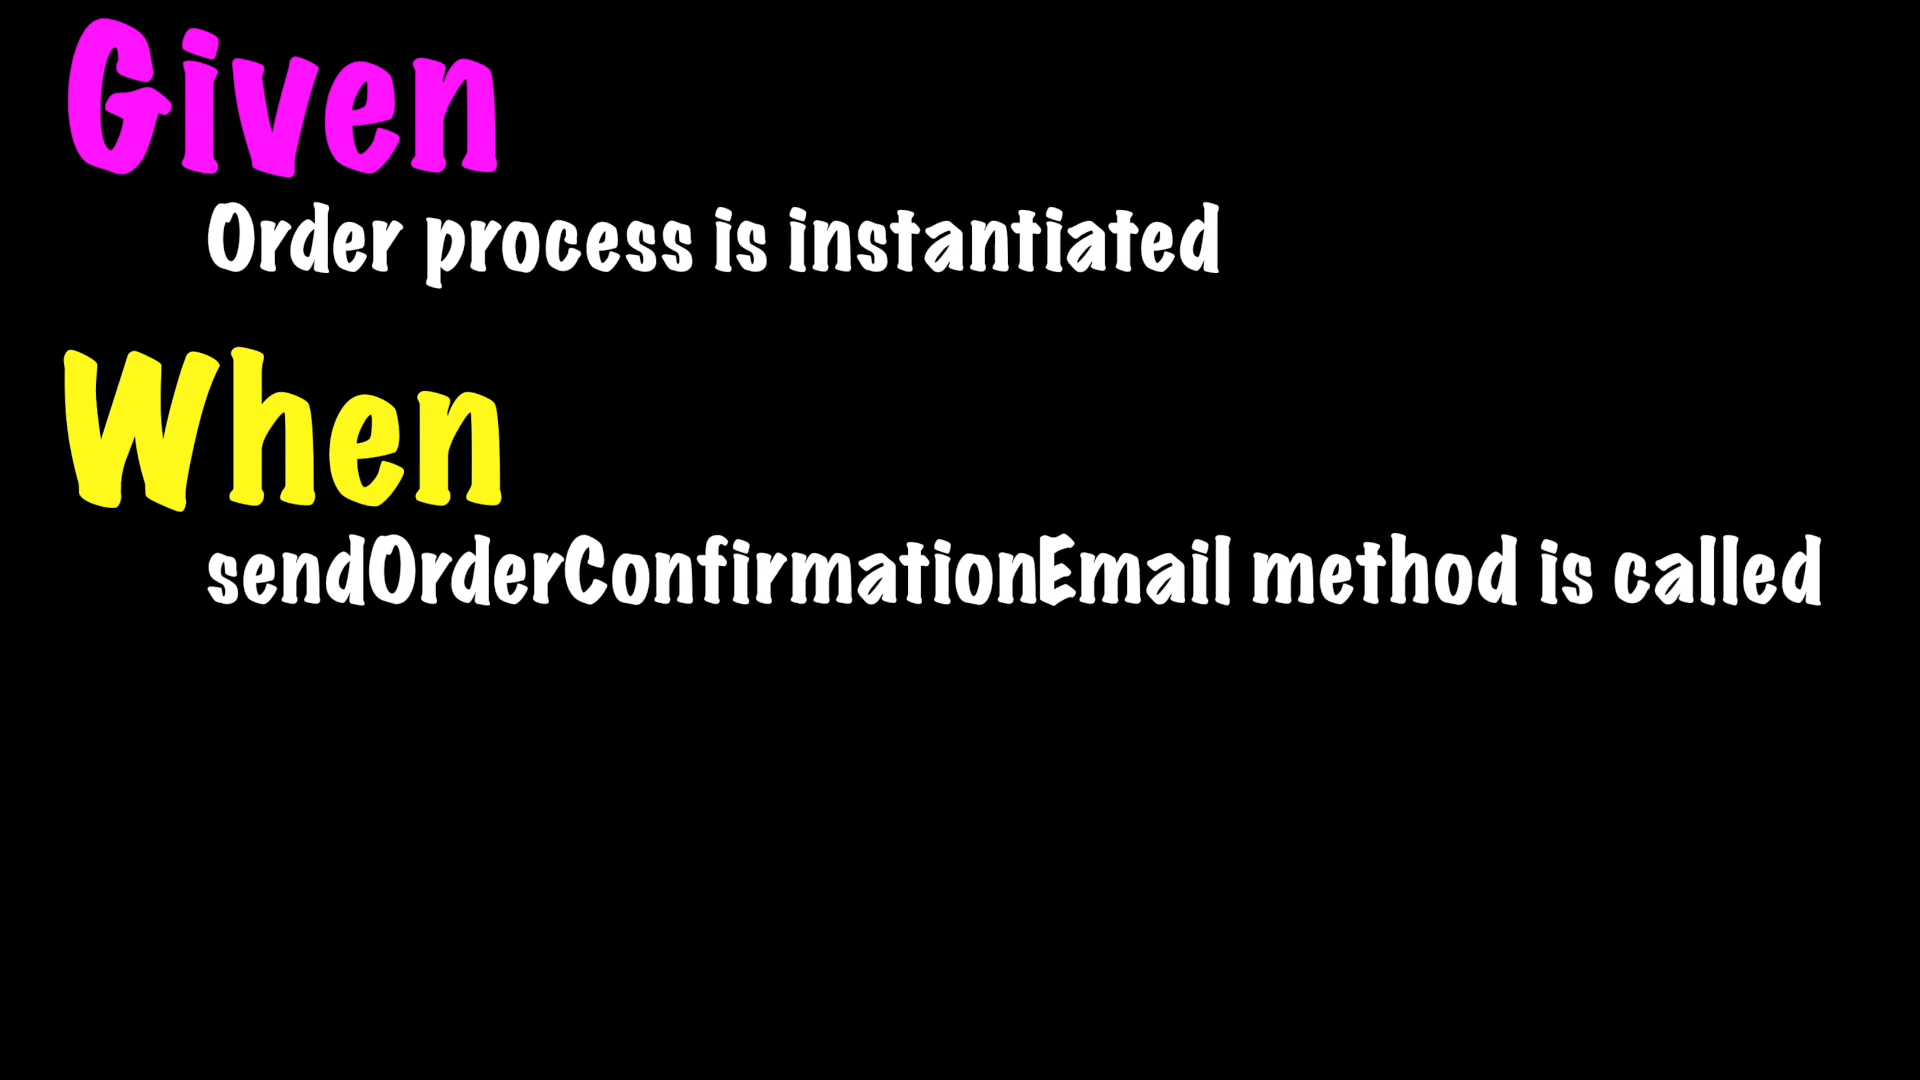 Given
Order process is instantiated
When
sendOrderConfirmationEmail method is called